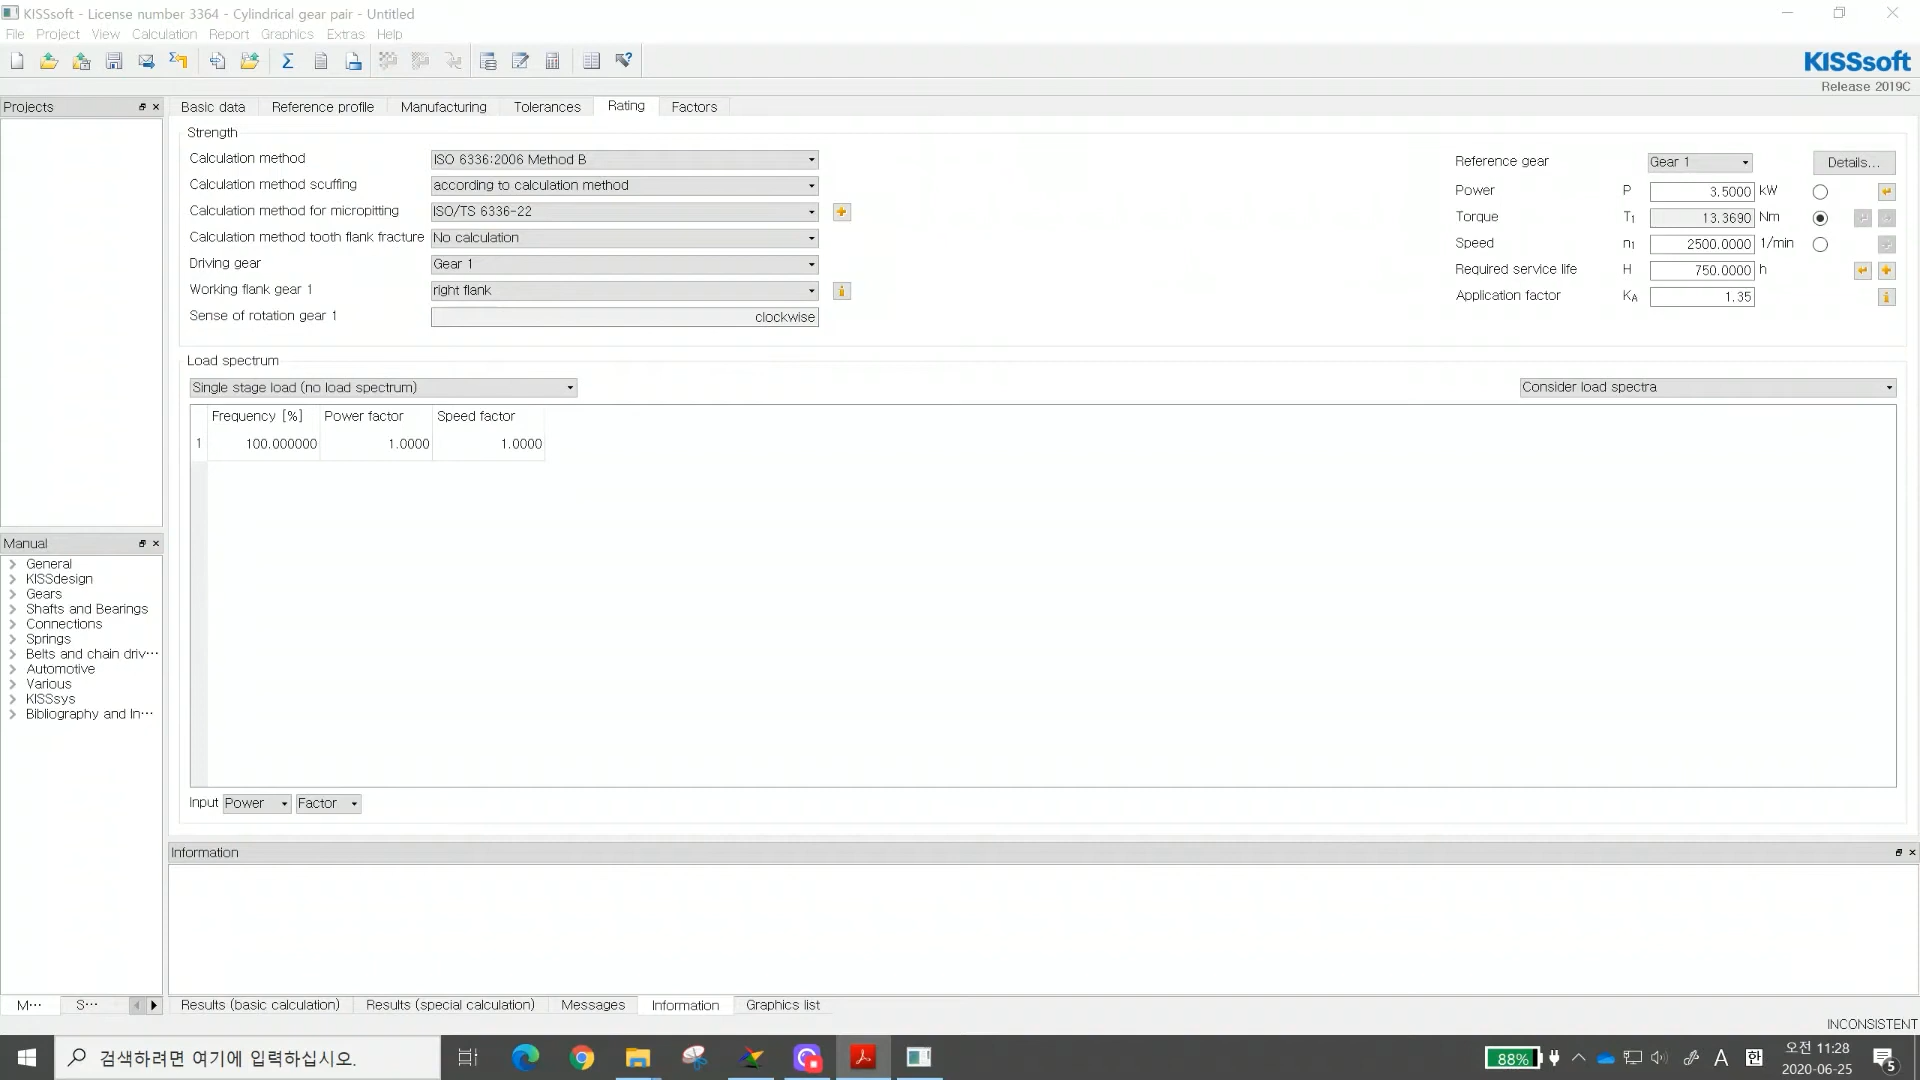 KISSsoft - License number 3364 - Cylindrical gear pair - Untitled
File Project View Calculation Report Graphics Extras Help
KISSsoft
Release 2019C
Projects
Basic data Reference profile Manufacturing Tolerances Rating Factors
Strength
Calculation method ISO 6336:2006 Method B
Calculation method scuffing according to calculation method
Calculation method for micropitting ISO/TS 6336-22
Calculation method tooth flank fracture No calculation
Driving gear Gear 1
Working flank gear 1 right flank
Sense of rotation gear 1 clockwise
Reference gear Gear 1 Details...
Power P 3.5000 kW
Torque T1 13.3690 Nm
Speed n1 2500.0000 1/min
Required service life H 750.0000 h
Application factor KA 1.35
Load spectrum
Single stage load (no load spectrum) Consider load spectra
Frequency [%] Power factor Speed factor
1 100.000000 1.0000 1.0000
Input Power Factor
Manual
General
KISSdesign
Gears
Shafts and Bearings
Connections
Springs
Belts and chain driv···
Automotive
Various
KISSsys
Bibliography and In···
M··· S···
Information
Results (basic calculation) Results (special calculation) Messages Information Graphics list
INCONSISTENT
검색하려면 여기에 입력하십시오.
88% A 한 오전 11:28
2020-06-25
5